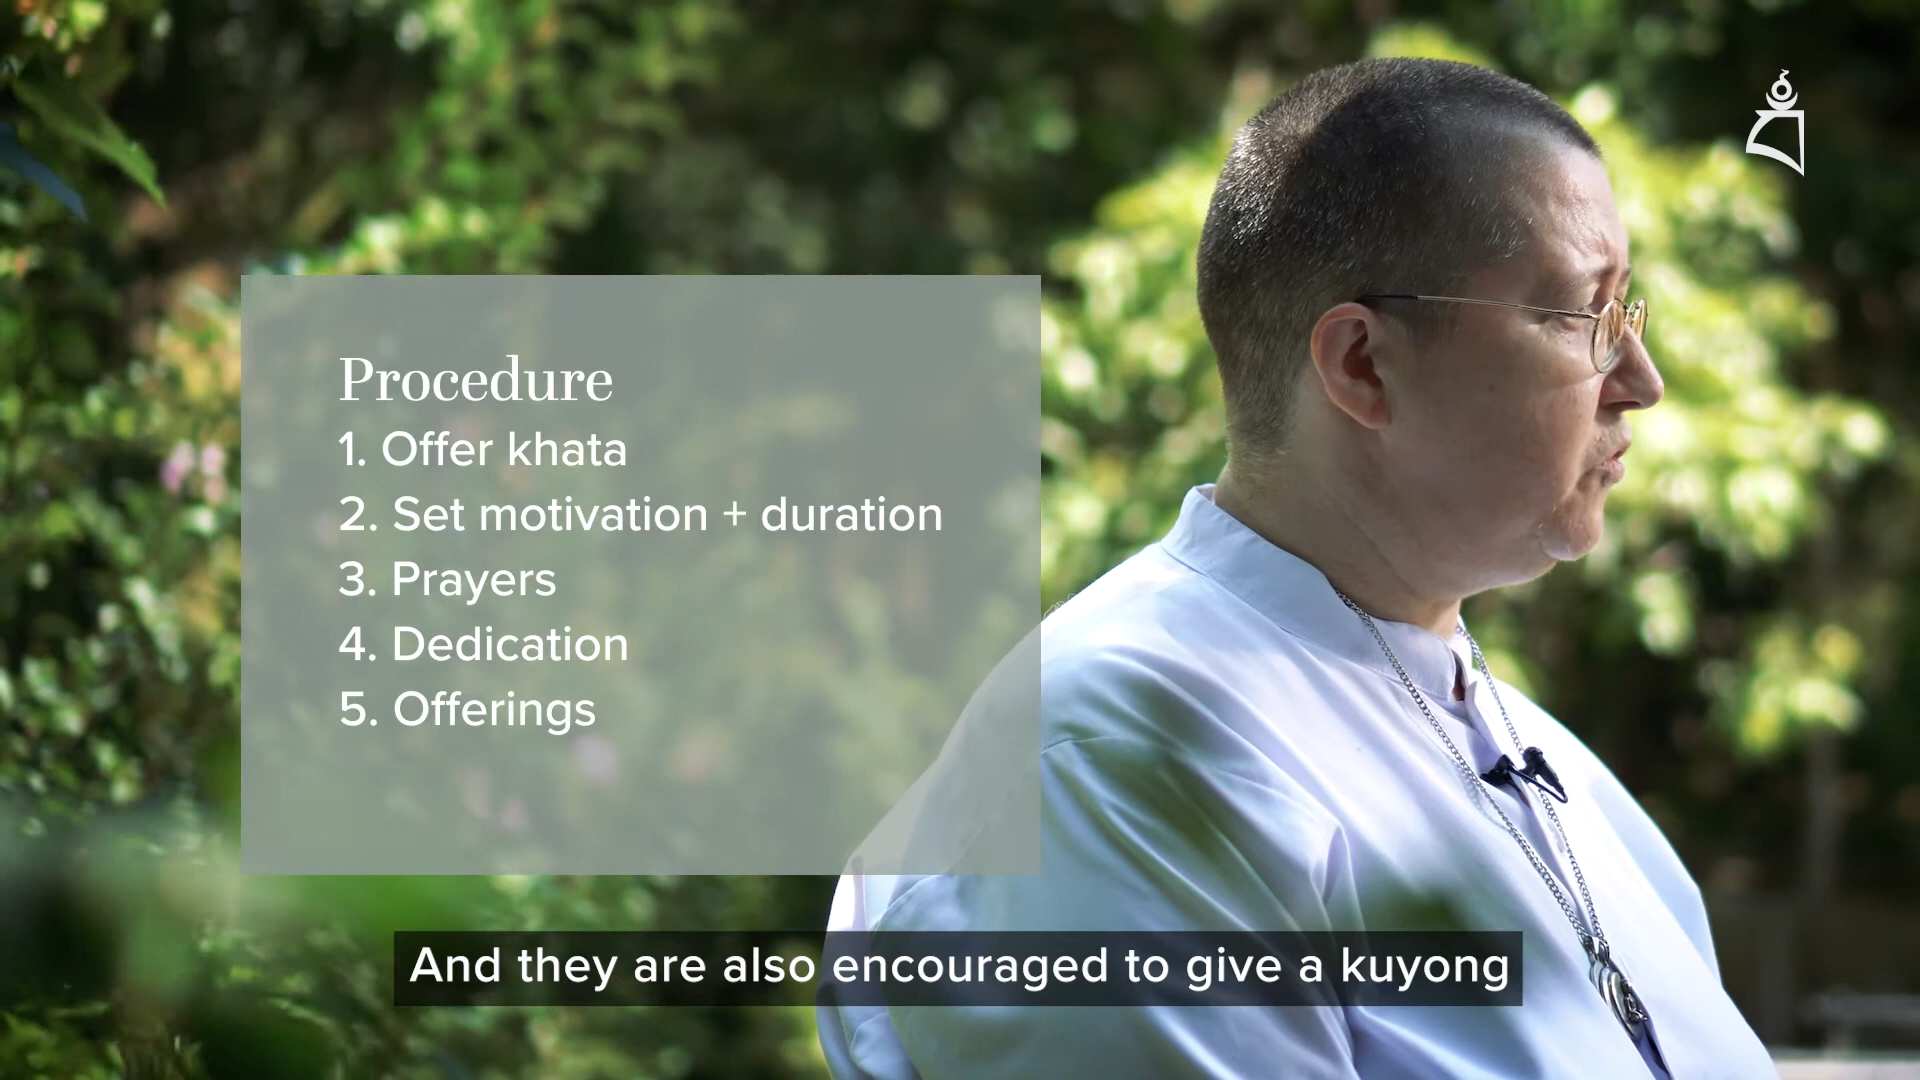 Procedure
1. Offer khata
2. Set motivation + duration
3. Prayers
4. Dedication
5. Offerings
And they are also encouraged to give a kuyong